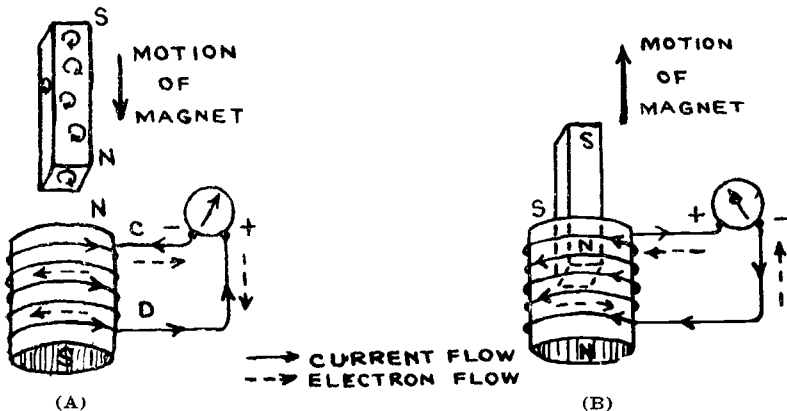 S
MOTION
OF
MAGNET
N
N
C
-
+
D
S
(A)
MOTION
OF
MAGNET
S
S
+
-
N
N
CURRENT FLOW
ELECTRON FLOW
(B)